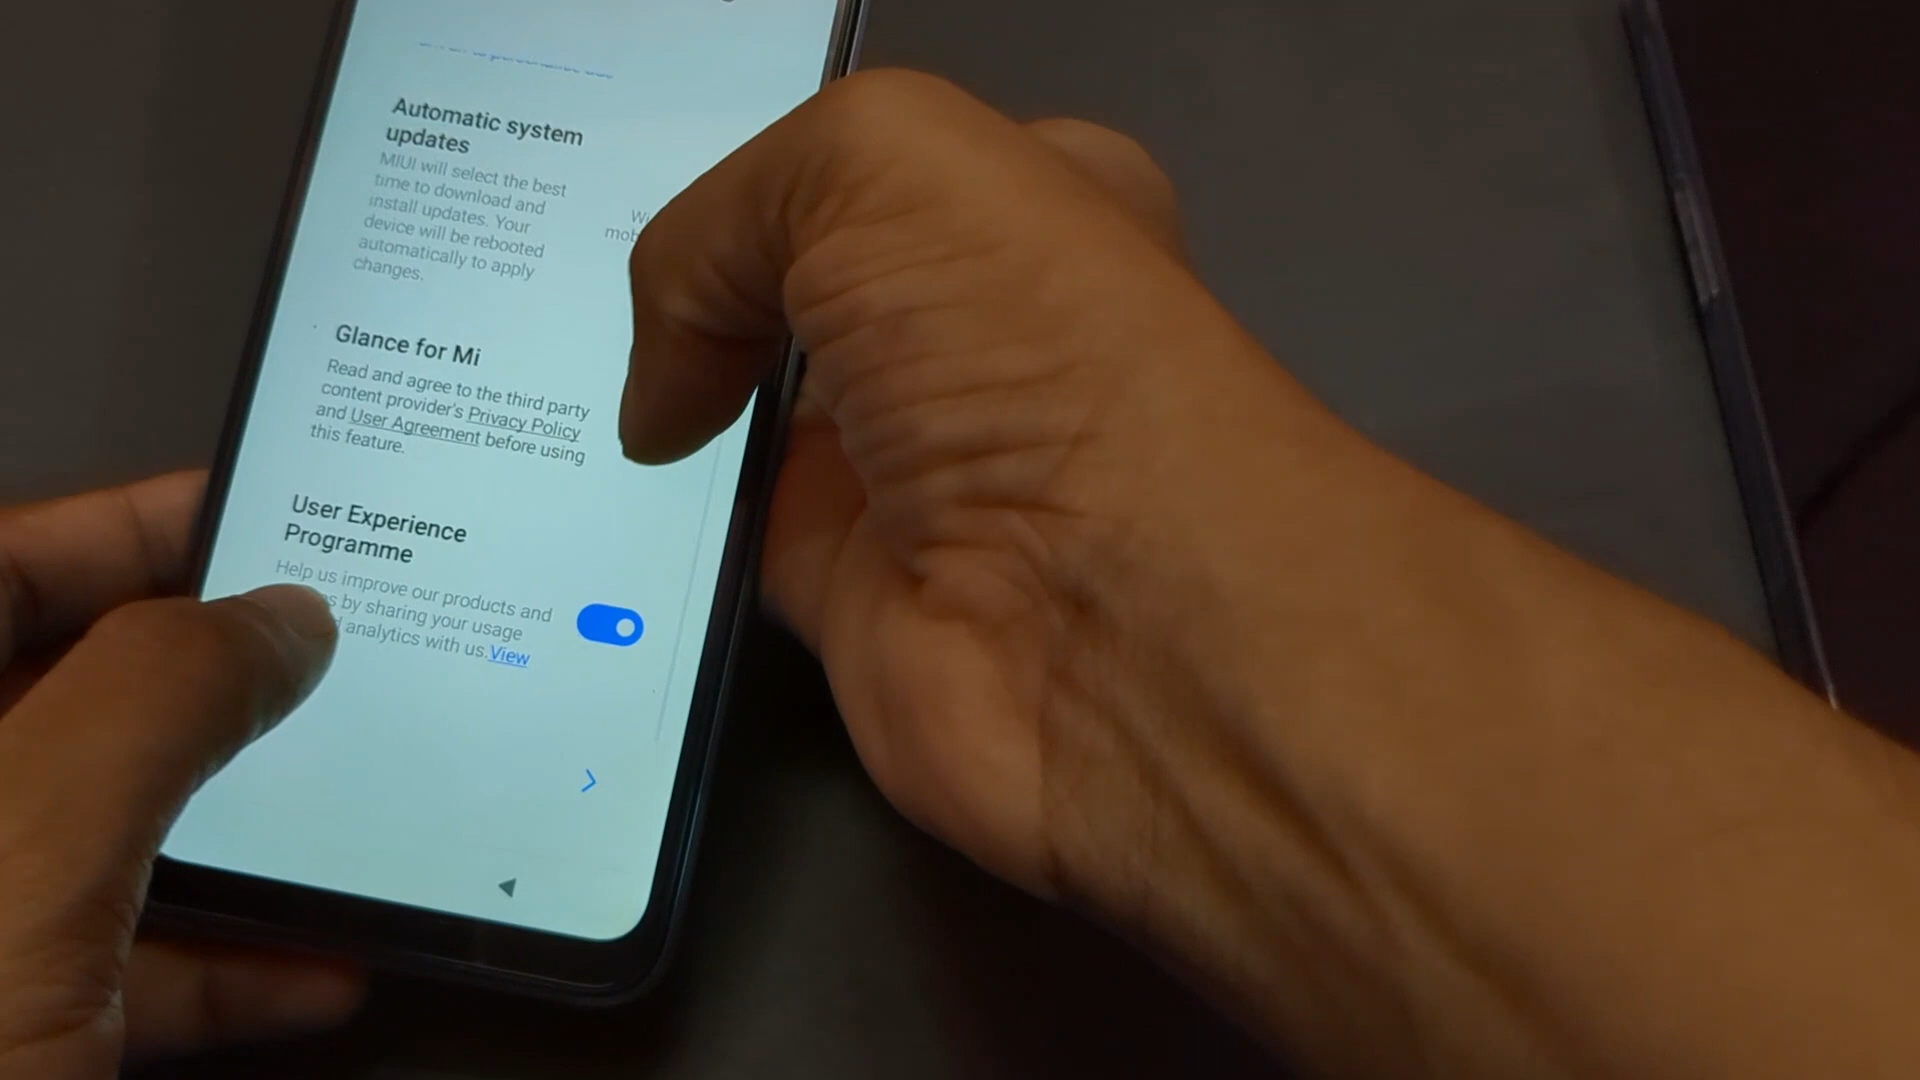 Automatic system
updates
MIUI will select the best
time to download and
install updates. Your
device will be rebooted
automatically to apply
changes.
Glance for Mi
Read and agree to the third party
content provider's Privacy Policy
and User Agreement before using
this feature.
User Experience
Programme
Help us improve our products and
by sharing your usage
analytics with us.View